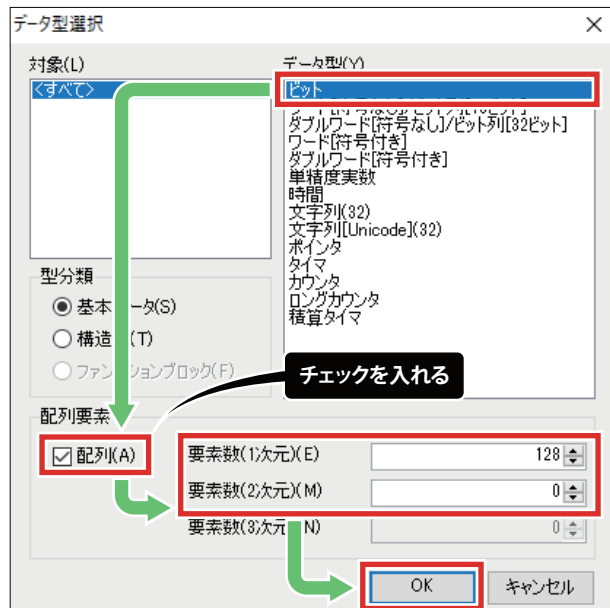 データ型選択
対象(L)
<すべて>
データ型(Y)
ビット
ダブルワード[符号なし]/ビット列[32ビット]
ワード[符号付き]
ダブルワード[符号付き]
単精度実数
時間
文字列(32)
文字列[Unicode](32)
ポインタ
タイマ
カウンタ
ロングカウンタ
積算タイマ
型分類
基本 ータ(S)
構造 (T)
ファン ションブロック(F)
チェックを入れる
配列要素
配列(A)
要素数(1次元)(E)
128
要素数(2次元)(M)
0
要素数(3次元 N)
0
OK
キャンセル